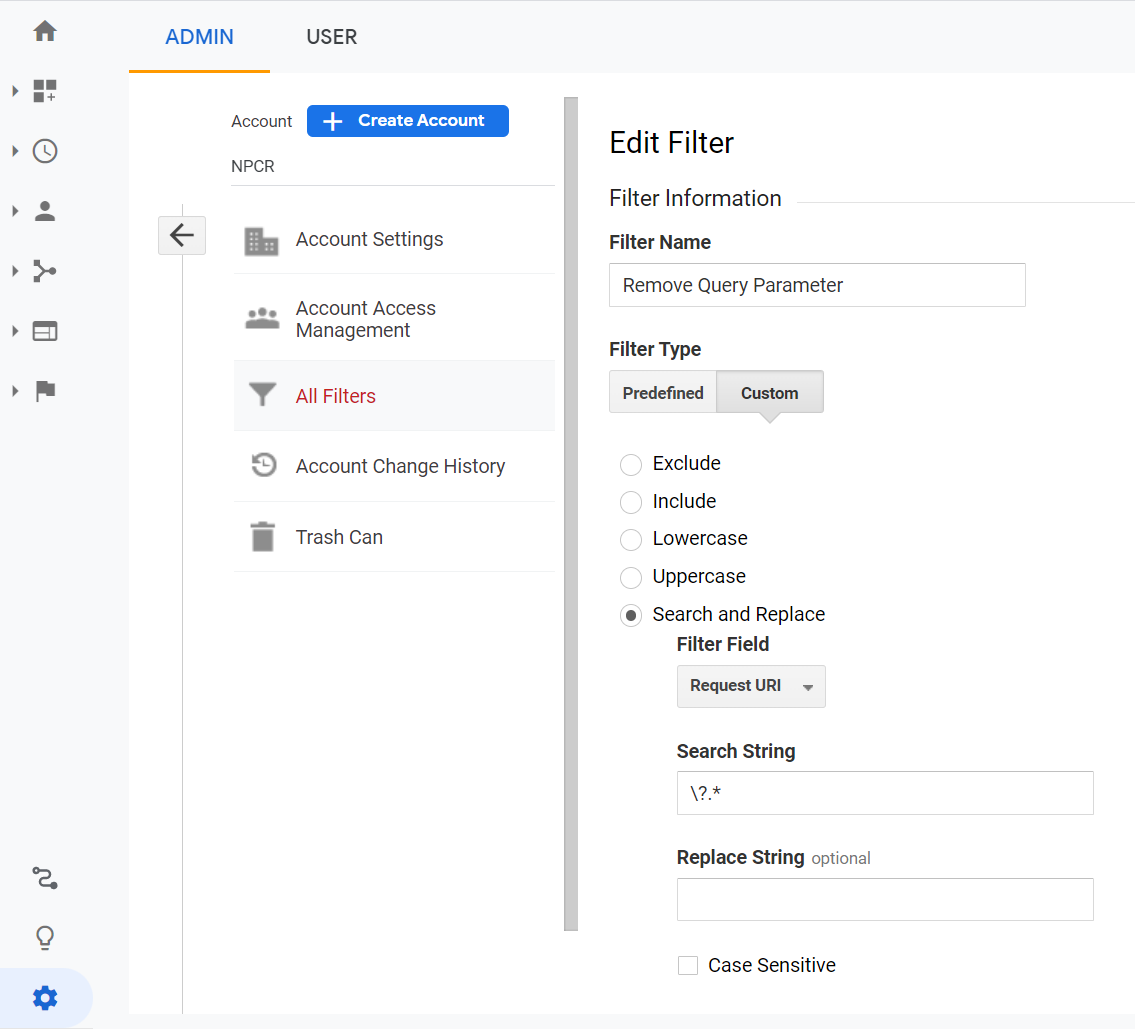 ADMIN
USER
Account
Create Account
NPCR
Account Settings
Account Access
Management
All Filters
Account Change History
Trash Can
Edit Filter
Filter Information
Filter Name
Remove Query Parameter
Filter Type
Predefined
Custom
Exclude
Include
Lowercase
Uppercase
Search and Replace
Filter Field
Request URI
Search String
\?.*
Replace String optional
Case Sensitive